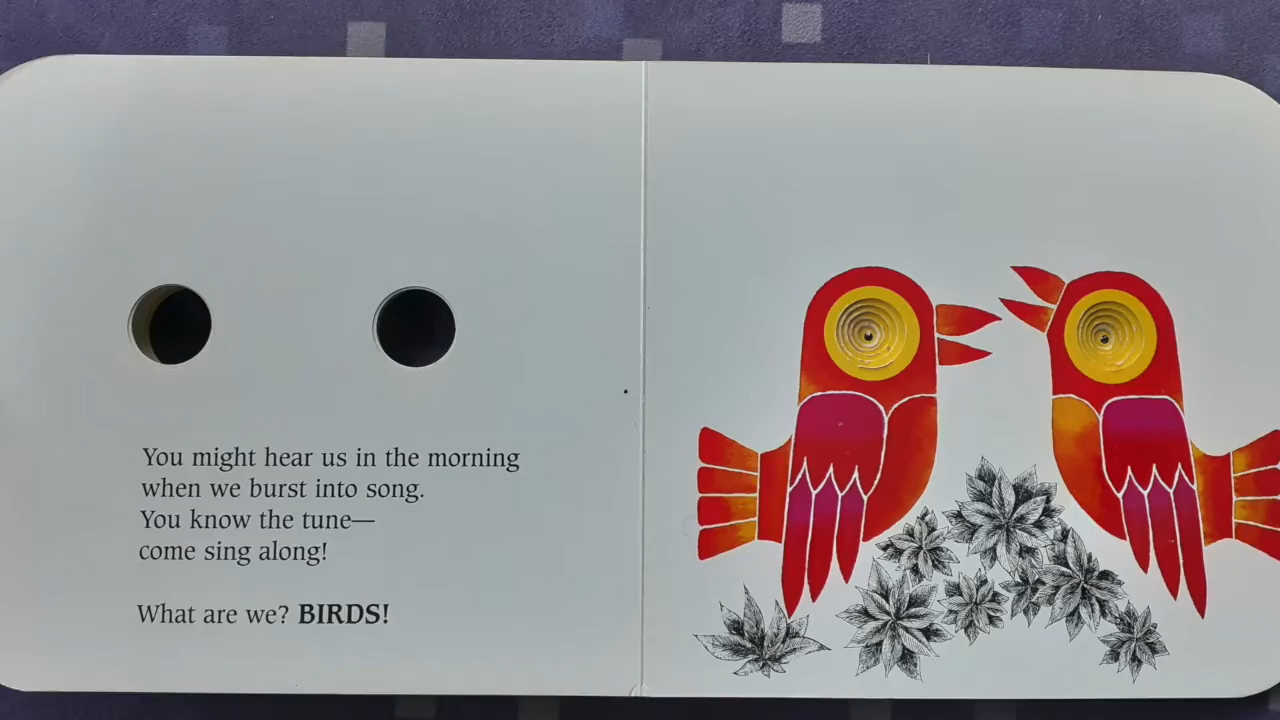 You might hear us in the morning
when we burst into song.
You know the tune—
come sing along!
What are we? BIRDS!